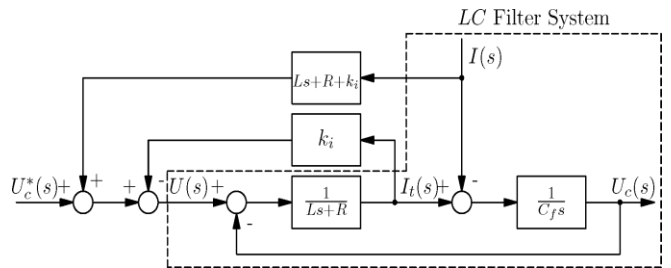 LC Filter System
I(s)
Ls+R+k_i
k_i
U_c^*(s) + + + - U(s) + - 1/(Ls+R) I_t(s) + - 1/(C_f s) U_c(s)